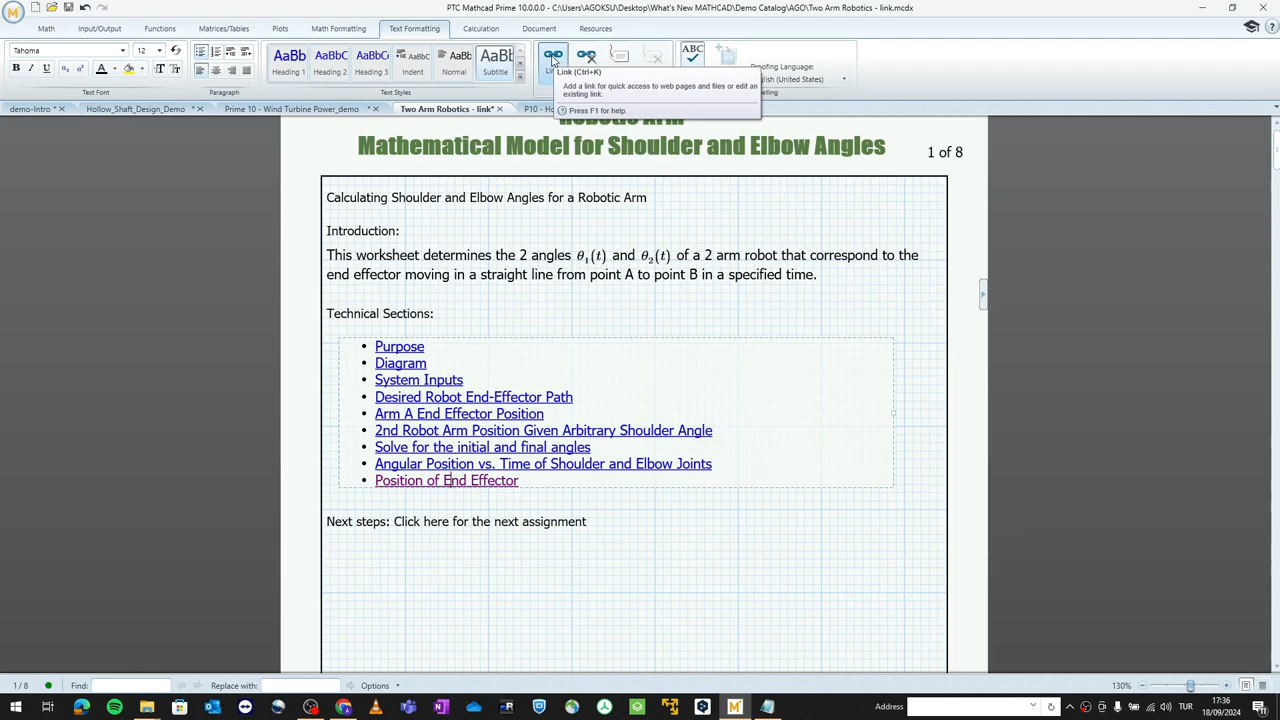 PTC Mathcad Prime 10.0.0.0 - C:\Users\AGOKSU\Desktop\What's New MATHCAD\Demo Catalog\AGO\Two Arm Robotics - link.mcdx
Math Input/Output Functions Matrices/Tables Plots Math Formatting Text Formatting Calculation Document Resources
Tahoma 12
AaBb AaBbC AaBbC AaBbC AaBb AaBb ABC
B I U
Heading 1 Heading 2 Heading 3 Indent Normal Subtitle
Proofing Language:
English (United States)
Text Font Paragraph Text Styles
Link (Ctrl+K)
Add a link for quick access to web pages and files or edit an
existing link.
Press F1 for help.
demo-Intro * Hollow_Shaft_Design_Demo Prime 10 - Wind Turbine Power_demo Two Arm Robotics - link*
Robotic Arm
Mathematical Model for Shoulder and Elbow Angles
1 of 8
Calculating Shoulder and Elbow Angles for a Robotic Arm
Introduction:
This worksheet determines the 2 angles θ₁(t) and θ₂(t) of a 2 arm robot that correspond to the
end effector moving in a straight line from point A to point B in a specified time.
Technical Sections:
• Purpose
• Diagram
• System Inputs
• Desired Robot End-Effector Path
• Arm A End Effector Position
• 2nd Robot Arm Position Given Arbitrary Shoulder Angle
• Solve for the initial and final angles
• Angular Position vs. Time of Shoulder and Elbow Joints
• Position of End Effector
Next steps: Click here for the next assignment
1 / 8 Find: Replace with: Options 130%
Address TUR 17:36
18/09/2024